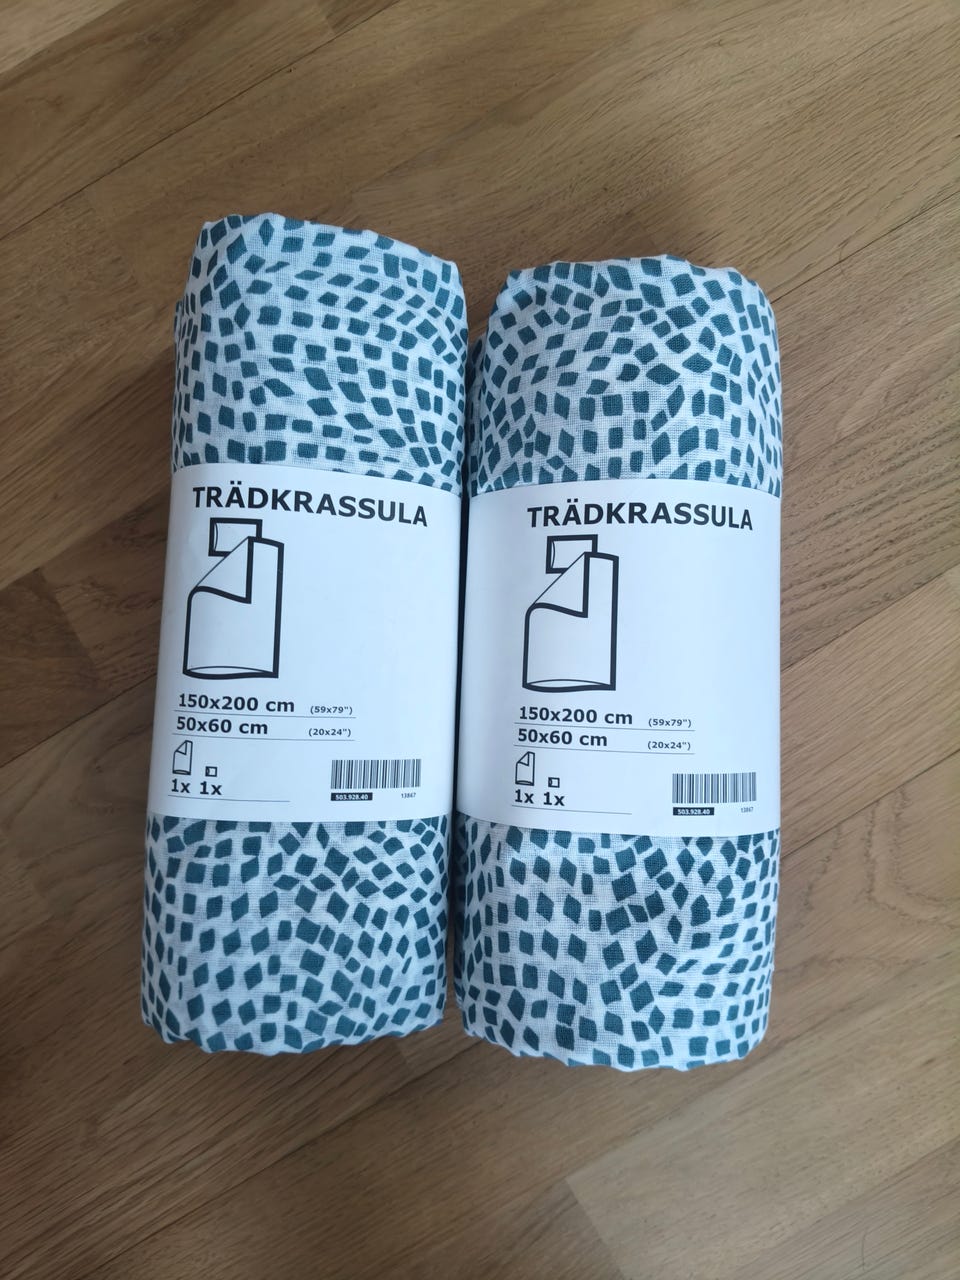 TRÄDKRASSULA
150x200 cm (59x79")
50x60 cm (20x24")
1x 1x
503.928.40 13867
TRÄDKRASSULA
150x200 cm (59x79")
50x60 cm (20x24")
1x 1x
503.928.40 13867